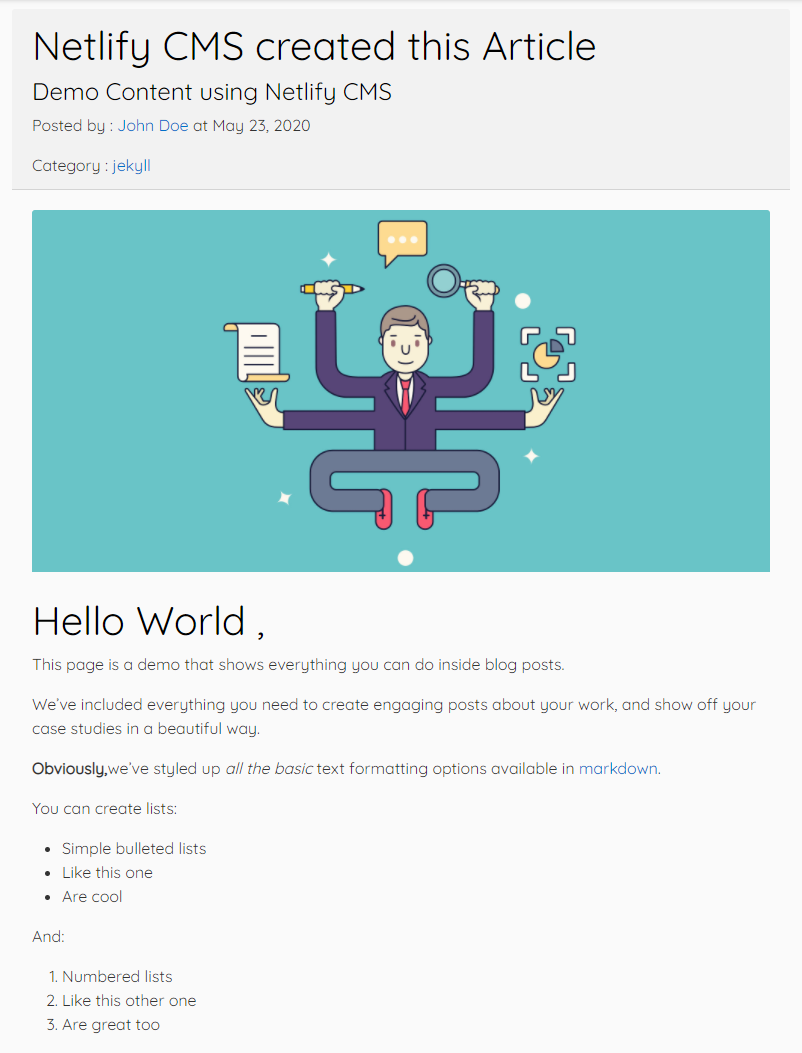 Netlify CMS created this Article
Demo Content using Netlify CMS
Posted by : John Doe at May 23, 2020
Category : jekyll
Hello World ,
This page is a demo that shows everything you can do inside blog posts.
We’ve included everything you need to create engaging posts about your work, and show off your
case studies in a beautiful way.
Obviously,we’ve styled up all the basic text formatting options available in markdown.
You can create lists:
• Simple bulleted lists
• Like this one
• Are cool
And:
1. Numbered lists
2. Like this other one
3. Are great too